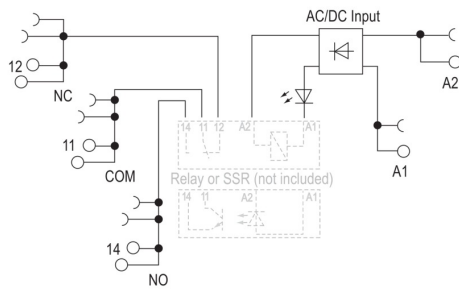 AC/DC Input
12
NC
A2
11
COM
A1
14 11 12 A2 A1
Relay or SSR (not included)
14 11 A2 A1
14
NO